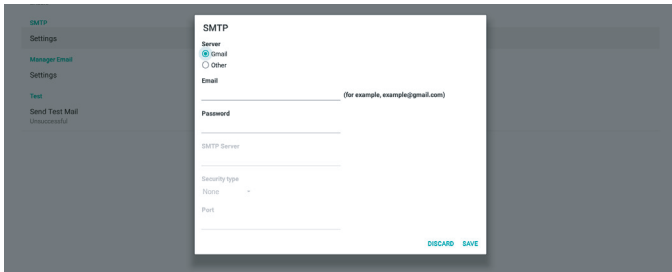 SMTP
Settings
Manager Email
Settings
Test
Send Test Mail
Unsuccessful
SMTP
Server
Gmail
Other
Email
(for example, example@gmail.com)
Password
SMTP Server
Security type
None
Port
DISCARD SAVE